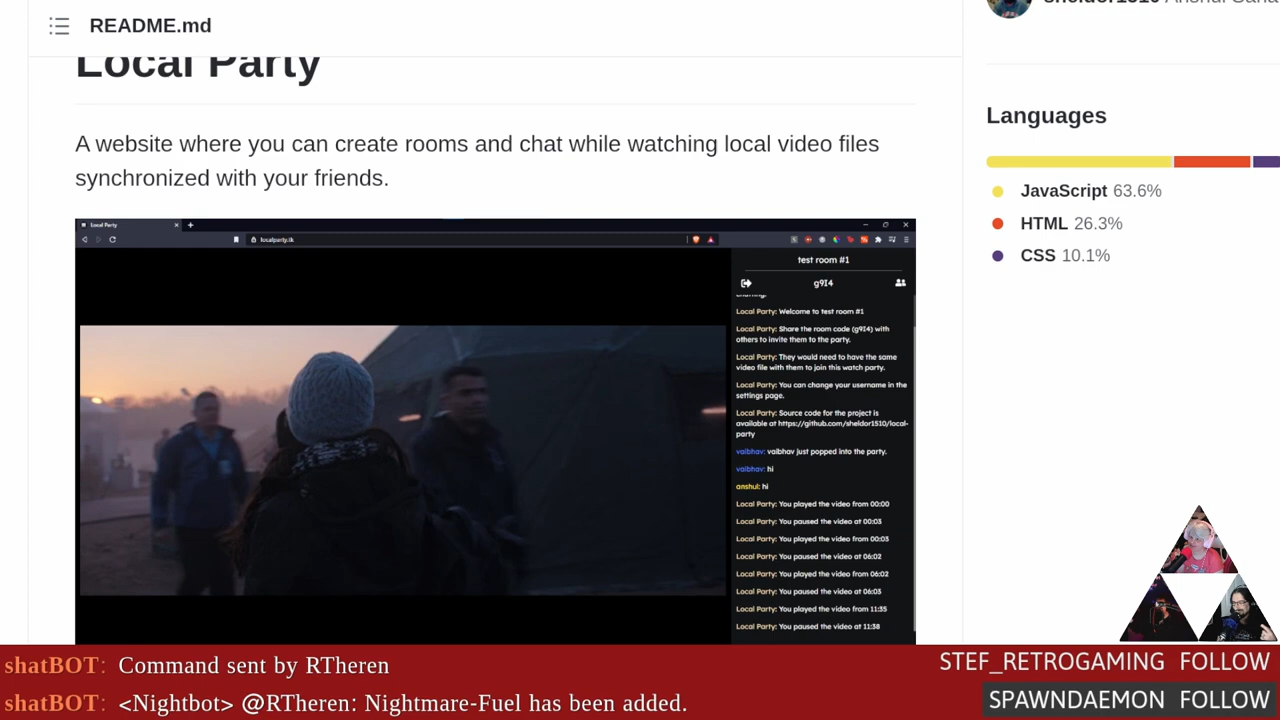 README.md
Local Party
A website where you can create rooms and chat while watching local video files
synchronized with your friends.
Local Party
localparty.tk
test room #1
g9I4
Local Party: Welcome to test room #1
Local Party: Share the room code (g9I4) with
others to invite them to the party.
Local Party: They would need to have the same
video file with them to join this watch party.
Local Party: You can change your username in the
settings page.
Local Party: Source code for the project is
available at https://github.com/sheldor1510/local-
party
vaibhav: vaibhav just popped into the party.
vaibhav: hi
anshul: hi
Local Party: You played the video from 00:00
Local Party: You paused the video at 00:03
Local Party: You played the video from 00:03
Local Party: You paused the video at 06:02
Local Party: You played the video from 06:02
Local Party: You paused the video at 06:03
Local Party: You played the video from 11:35
Local Party: You paused the video at 11:38
Languages
JavaScript 63.6%
HTML 26.3%
CSS 10.1%
shatBOT: Command sent by RTheren
shatBOT: <Nightbot> @RTheren: Nightmare-Fuel has been added.
STEF_RETROGAMING FOLLOW
SPAWNDAEMON FOLLOW